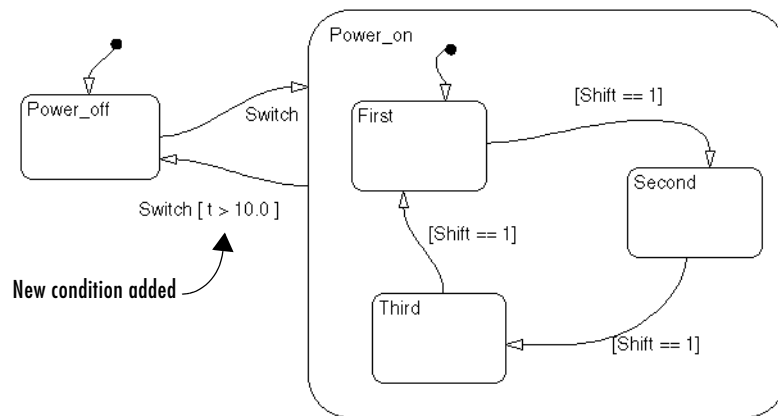 Power_on
Power_off
Switch
First
[Shift == 1]
Second
Switch [ t > 10.0 ]
[Shift == 1]
New condition added
Third
[Shift == 1]